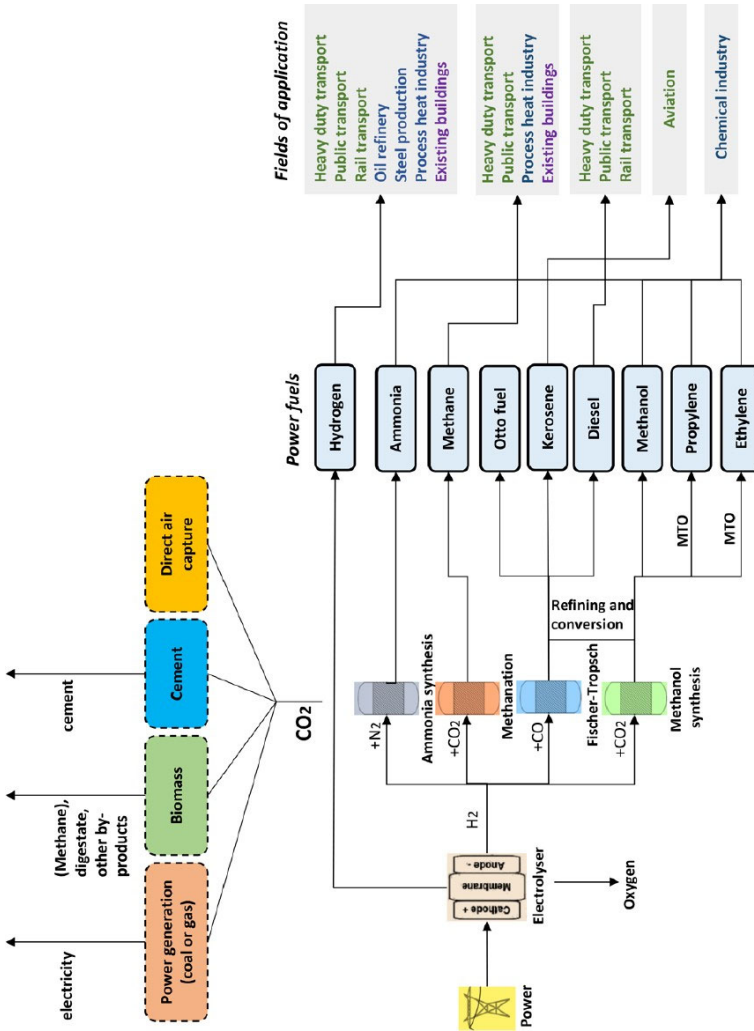 electricity
(Methane),
digestate,
other by-
products
cement
Power generation
(coal or gas)
Biomass
Cement
Direct air
capture
CO2
Power fuels
Fields of application
Power
Cathode +
Membrane
Anode -
Electrolyser
Oxygen
H2
+N2
Ammonia synthesis
+CO2
Methanation
+CO
Fischer-Tropsch
+CO2
Methanol
synthesis
Refining and
conversion
MTO
MTO
Hydrogen
Ammonia
Methane
Otto fuel
Kerosene
Diesel
Methanol
Propylene
Ethylene
Heavy duty transport
Public transport
Rail transport
Oil refinery
Steel production
Process heat industry
Existing buildings
Heavy duty transport
Public transport
Process heat industry
Existing buildings
Heavy duty transport
Public transport
Rail transport
Aviation
Chemical industry